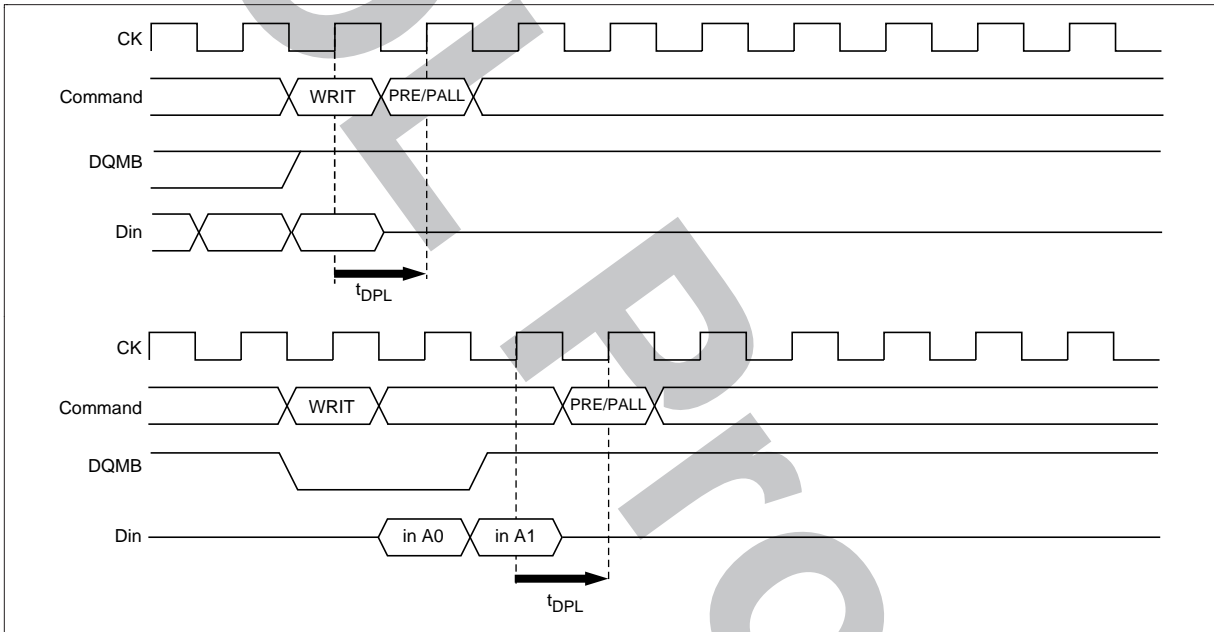 CK
Command WRIT PRE/PALL
DQMB
Din
tDPL
CK
Command WRIT PRE/PALL
DQMB
Din in A0 in A1
tDPL